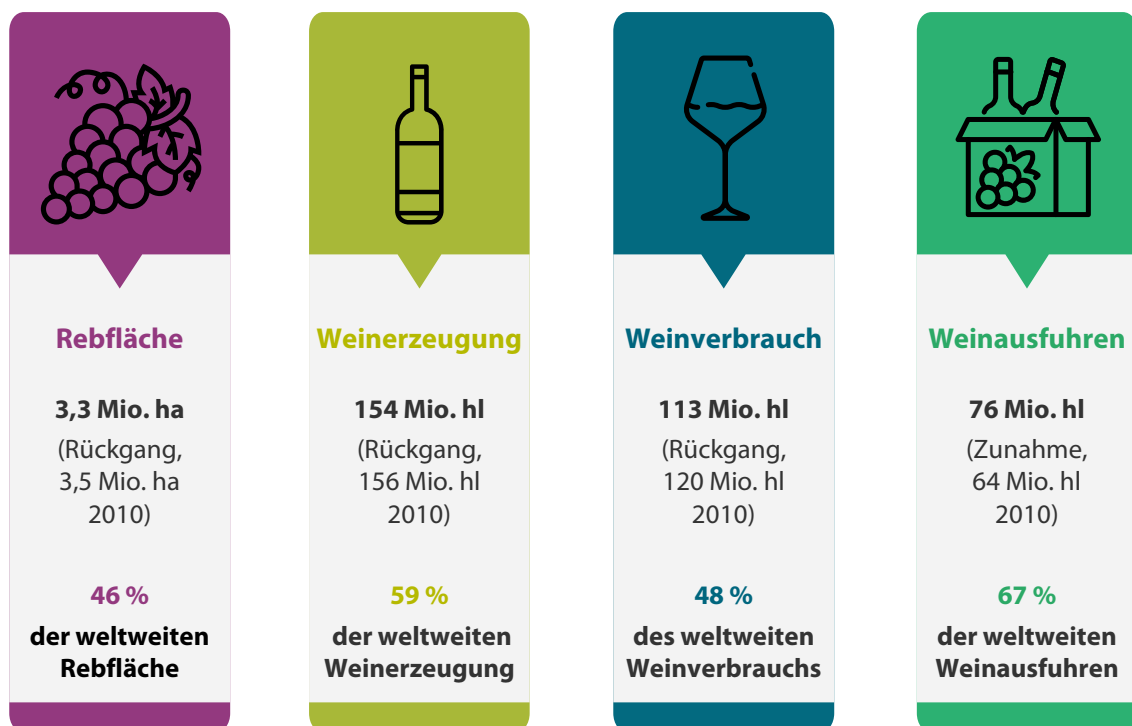 Rebfläche
3,3 Mio. ha
(Rückgang,
3,5 Mio. ha
2010)
46 %
der weltweiten
Rebfläche
Weinerzeugung
154 Mio. hl
(Rückgang,
156 Mio. hl
2010)
59 %
der weltweiten
Weinerzeugung
Weinverbrauch
113 Mio. hl
(Rückgang,
120 Mio. hl
2010)
48 %
des weltweiten
Weinverbrauchs
Weinausfuhren
76 Mio. hl
(Zunahme,
64 Mio. hl
2010)
67 %
der weltweiten
Weinausfuhren